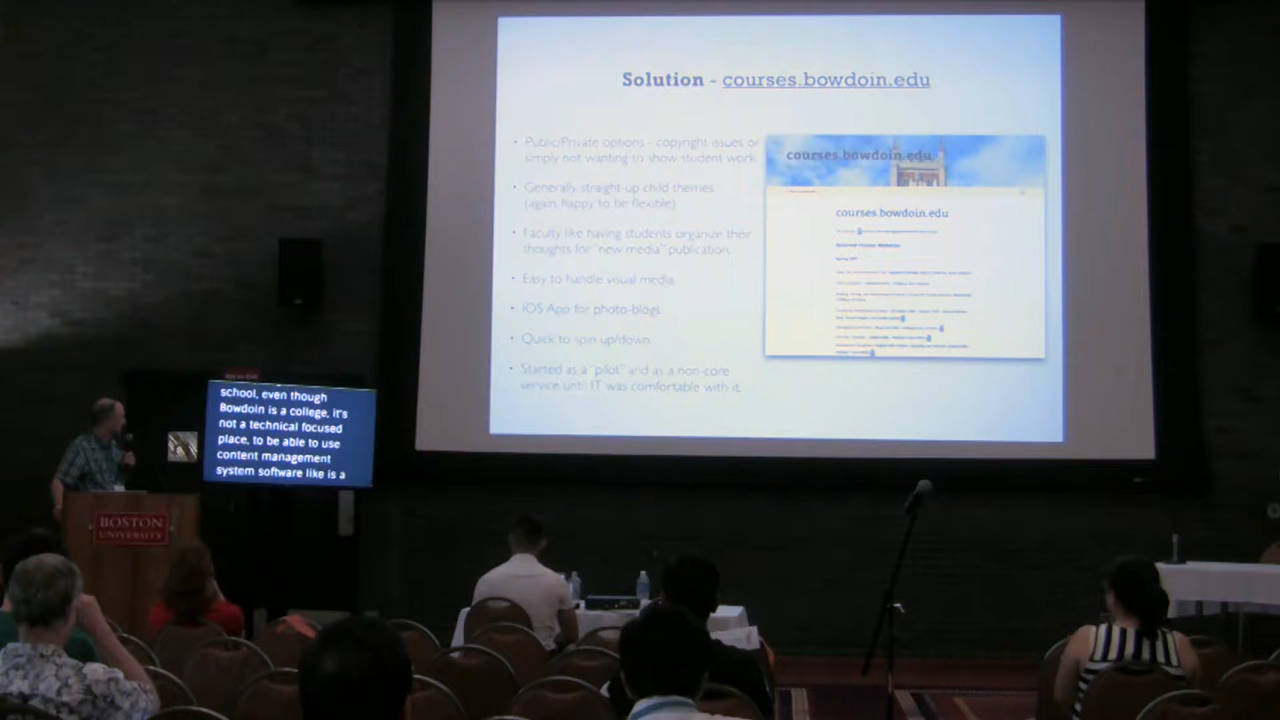 Solution - courses.bowdoin.edu
• Public/Private options - copyright issues or
simply not wanting to show student work.
• Generally straight-up child themes
(again, happy to be flexible)
• Faculty like having students organize their
thoughts for "new media" publication.
• Easy to handle visual media
• IOS App for photo-blogs
• Quick to spin up/down
• Started as a "pilot" and as a non-core
service until IT was comfortable with it.
courses.bowdoin.edu
courses.bowdoin.edu
school, even though
Bowdoin is a college, it's
not a technical focused
place, to be able to use
content management
system software like is a
BOSTON
UNIVERSITY